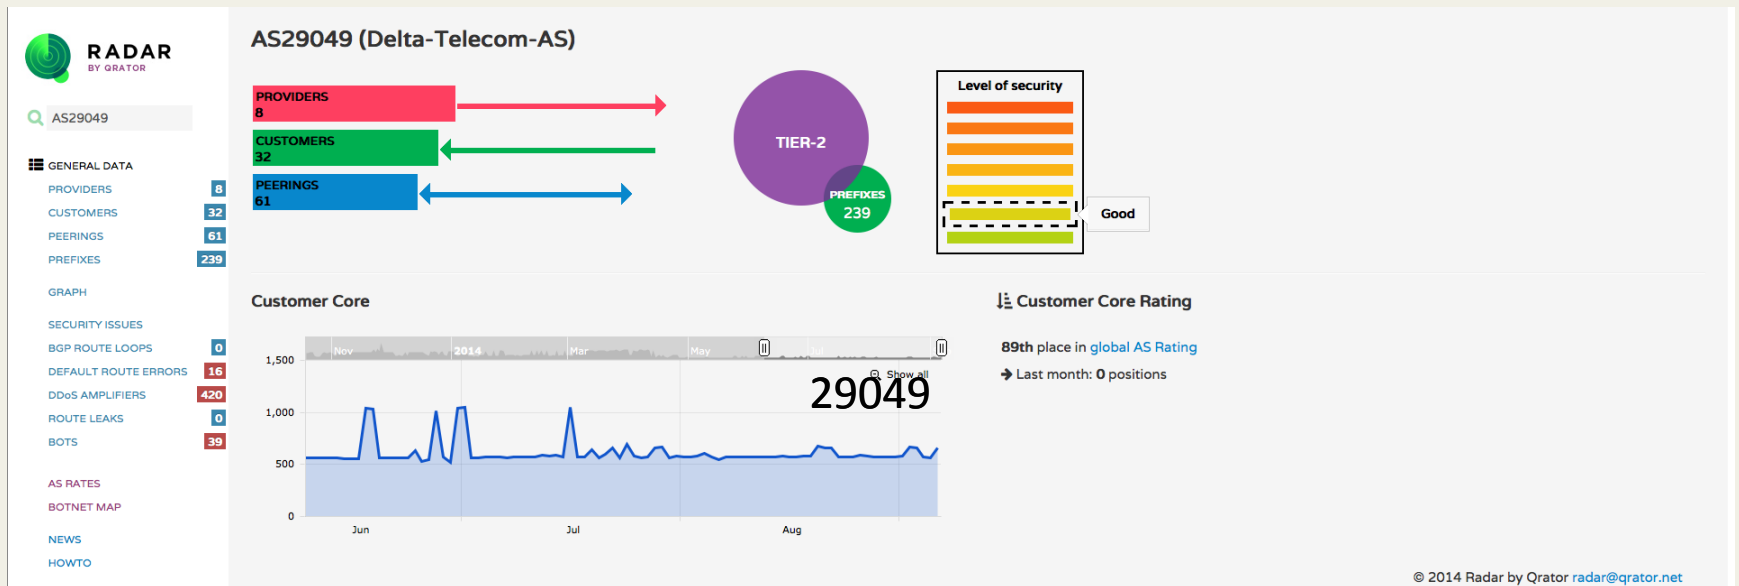 RADAR
BY QRATOR
AS29049
GENERAL DATA
PROVIDERS 8
CUSTOMERS 32
PEERINGS 61
PREFIXES 239
GRAPH
SECURITY ISSUES
BGP ROUTE LOOPS 0
DEFAULT ROUTE ERRORS 16
DDoS AMPLIFIERS 420
ROUTE LEAKS 0
BOTS 39
AS RATES
BOTNET MAP
NEWS
HOWTO
AS29049 (Delta-Telecom-AS)
PROVIDERS
8
CUSTOMERS
32
PEERINGS
61
TIER-2
PREFIXES
239
Level of security
Good
Customer Core
Nov 2014 Mar May Jul
Show all
29049
1,500
1,000
500
0
Jun Jul Aug
Customer Core Rating
89th place in global AS Rating
Last month: 0 positions
© 2014 Radar by Qrator radar@qrator.net